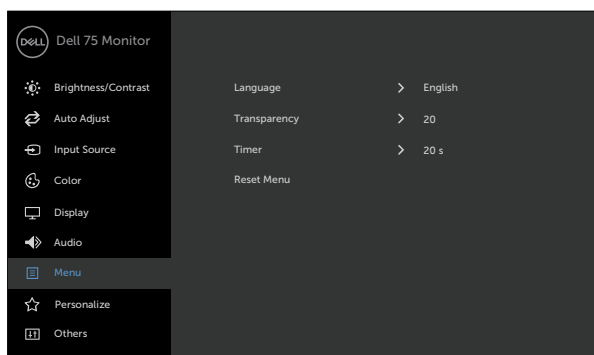 DELL Dell 75 Monitor
Brightness/Contrast Language English
Auto Adjust Transparency 20
Input Source Timer 20 s
Color Reset Menu
Display
Audio
Menu
Personalize
Others